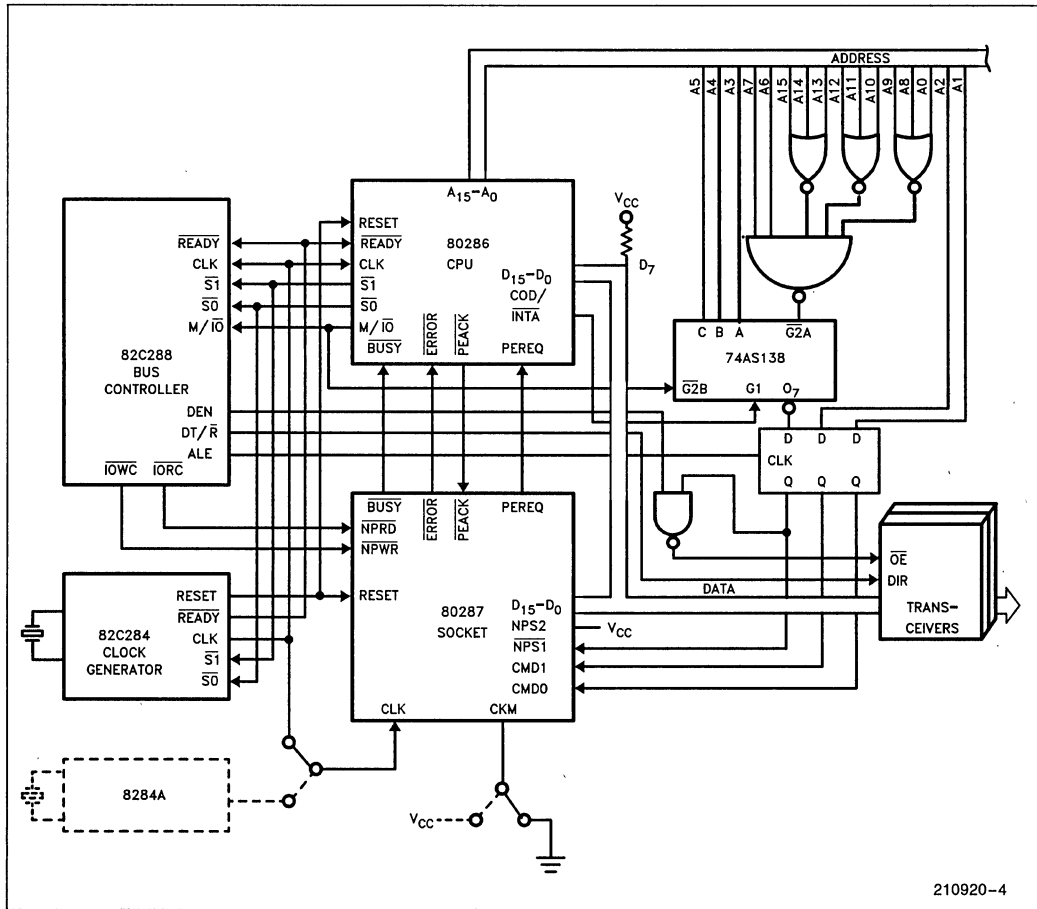 ADDRESS
A5 A4 A3 A7 A6 A15 A14 A13 A12 A11 A10 A9 A8 A0 A2 A1
A15–A0
RESET
READY
CLK
S1
S0
M/IO
BUSY
ERROR
PEACK
PEREQ
80286
CPU
D15–D0
COD/
INTA
VCC
D7
READY
CLK
S1
S0
M/IO
82C288
BUS
CONTROLLER
DEN
DT/R
ALE
IOWC
IORC
C B A
G2A
74AS138
G2B
G1
O7
D D D
CLK
Q Q Q
BUSY
ERROR
PEACK
PEREQ
NPRD
NPWR
RESET
80287
SOCKET
D15–D0
NPS2
VCC
NPS1
CMD1
CMD0
CLK
CKM
DATA
OE
DIR
TRANS-
CEIVERS
RESET
READY
CLK
S1
S0
82C284
CLOCK
GENERATOR
8284A
VCC
210920–4